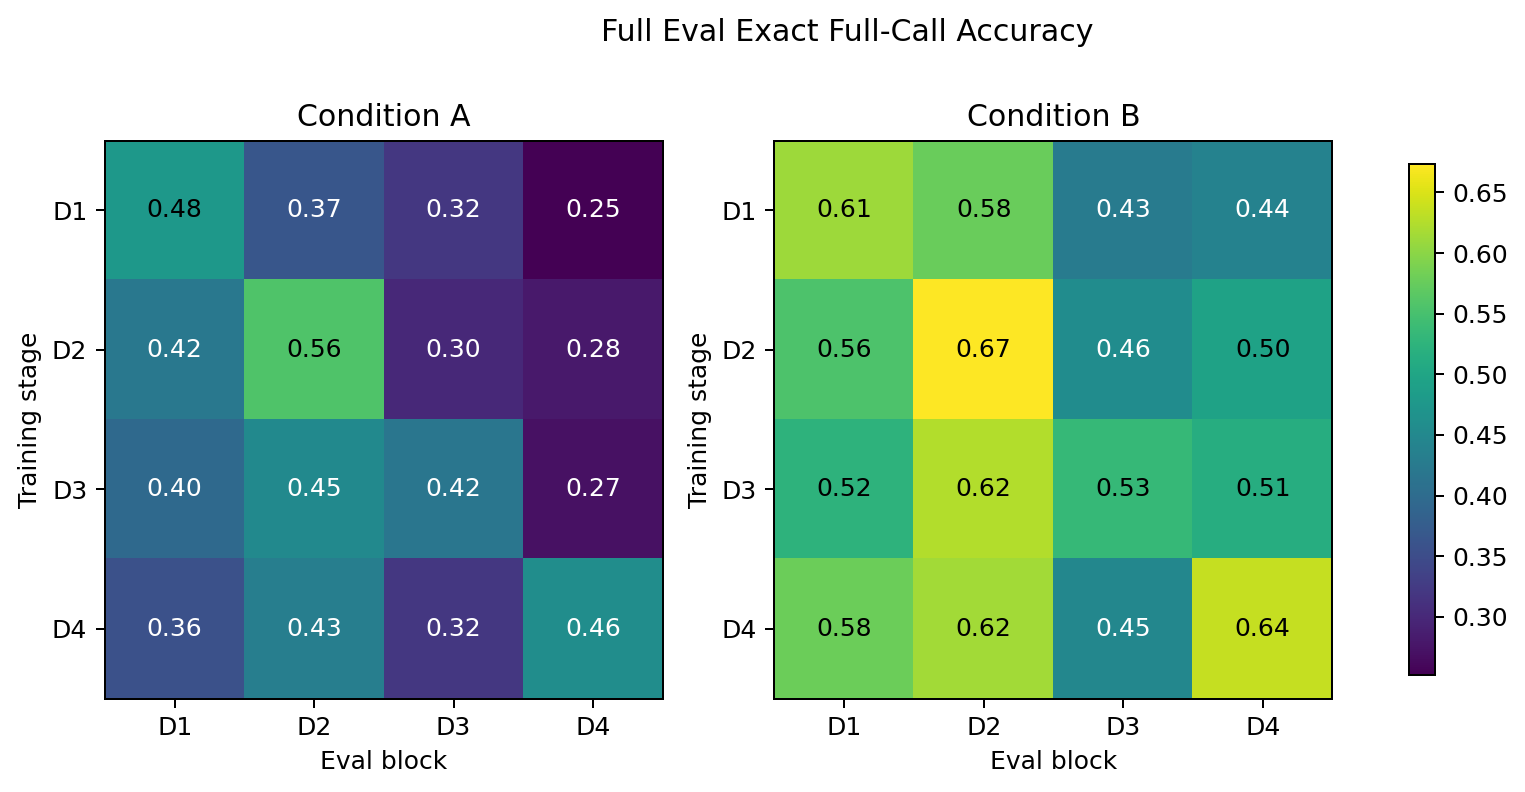 Full Eval Exact Full-Call Accuracy
Condition A
D1 0.48 0.37 0.32 0.25
D2 0.42 0.56 0.30 0.28
D3 0.40 0.45 0.42 0.27
D4 0.36 0.43 0.32 0.46
D1 D2 D3 D4
Eval block
Training stage
Condition B
D1 0.61 0.58 0.43 0.44
D2 0.56 0.67 0.46 0.50
D3 0.52 0.62 0.53 0.51
D4 0.58 0.62 0.45 0.64
D1 D2 D3 D4
Eval block
Training stage
0.65
0.60
0.55
0.50
0.45
0.40
0.35
0.30